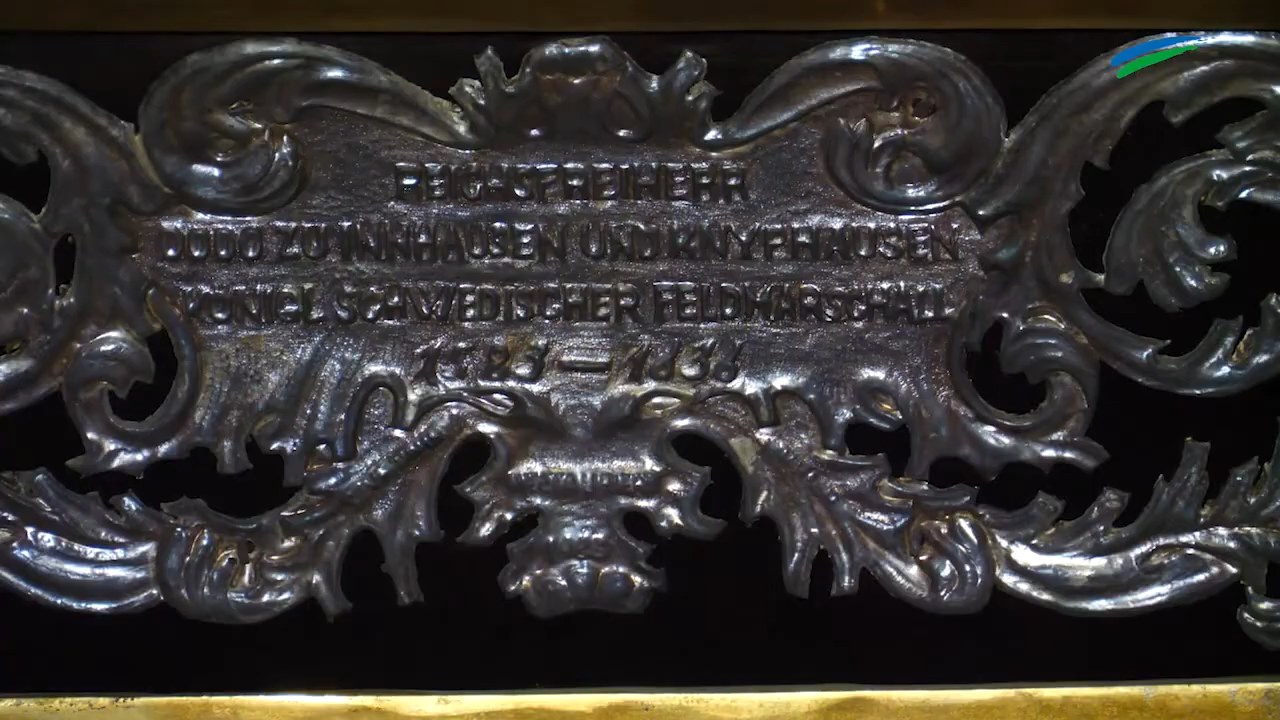 REICHSFREIHERR
DODO ZU INNHAUSEN UND KNYPHAUSEN
KÖNIGL SCHWEDISCHER FELDMARSCHALL
1583 — 1636